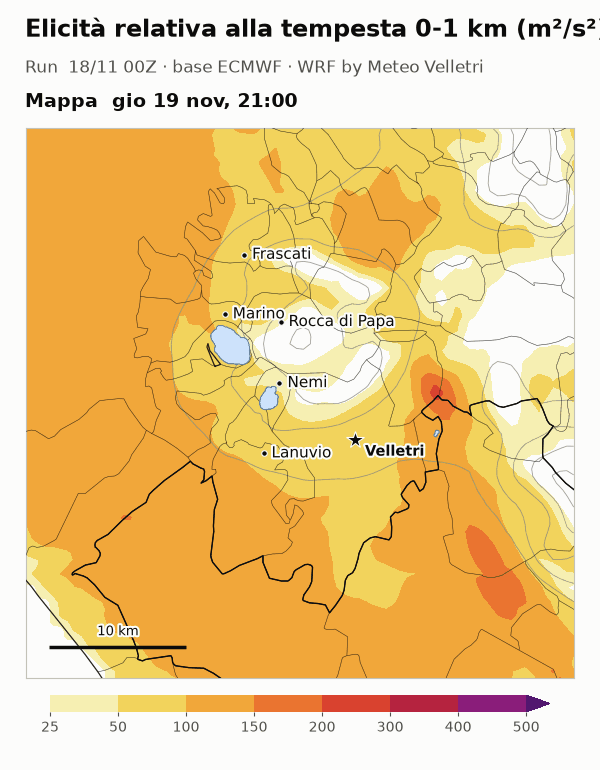 Elicità relativa alla tempesta 0-1 km (m²/s²)
Run 18/11 00Z · base ECMWF · WRF by Meteo Velletri
Mappa gio 19 nov, 21:00
Frascati
Marino
Rocca di Papa
Nemi
Velletri
Lanuvio
10 km
25 50 100 150 200 300 400 500